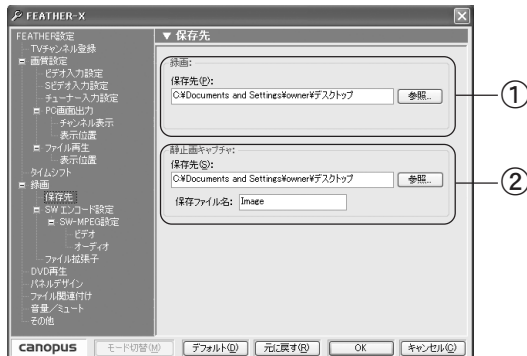 FEATHER-X
FEATHER設定
TVチャンネル登録
画質設定
ビデオ入力設定
Sビデオ入力設定
チューナー入力設定
PC画面出力
チャンネル表示
表示位置
ファイル再生
表示位置
タイムシフト
録画
保存先
SWエンコード設定
SW-MPEG設定
ビデオ
オーディオ
ファイル拡張子
DVD再生
パネルデザイン
ファイル関連付け
音量/ミュート
その他
▼ 保存先
録画:
保存先(P):
C:¥Documents and Settings¥owner¥デスクトップ
参照...
①
静止画キャプチャ:
保存先(S):
C:¥Documents and Settings¥owner¥デスクトップ
参照...
②
保存ファイル名: Image
canopus
モード切替(M)
デフォルト(D)
元に戻す(R)
OK
キャンセル(C)